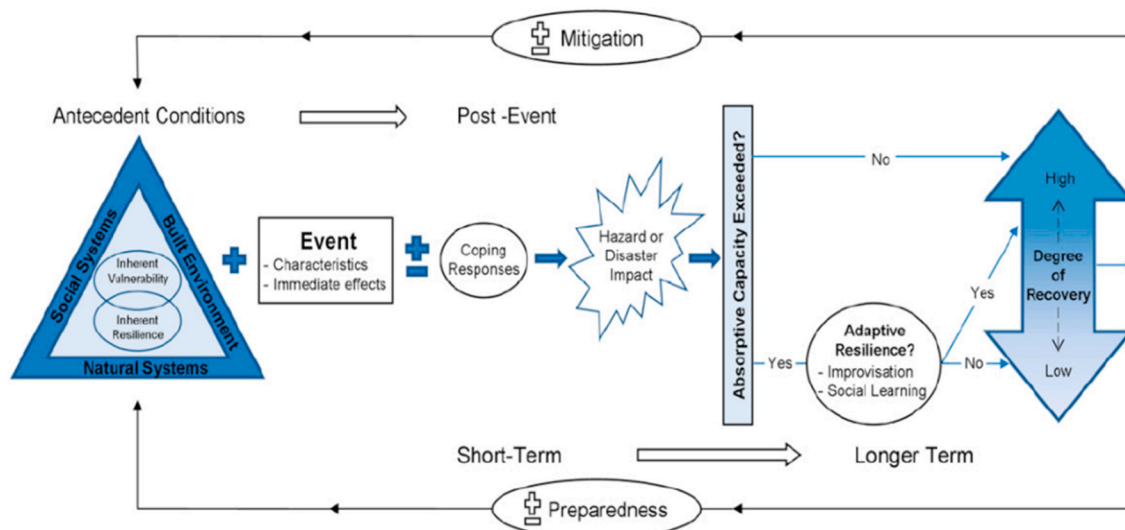 ± Mitigation
Antecedent Conditions
Post -Event
Social Systems
Built Environment
Natural Systems
Inherent
Vulnerability
Inherent
Resilience
+
Event
- Characteristics
- Immediate effects
±
Coping
Responses
Hazard or
Disaster
Impact
Absorptive Capacity Exceeded?
No
Yes
Adaptive
Resilience?
- Improvisation
- Social Learning
Yes
No
High
Degree of
Recovery
Low
Short-Term
Longer Term
± Preparedness